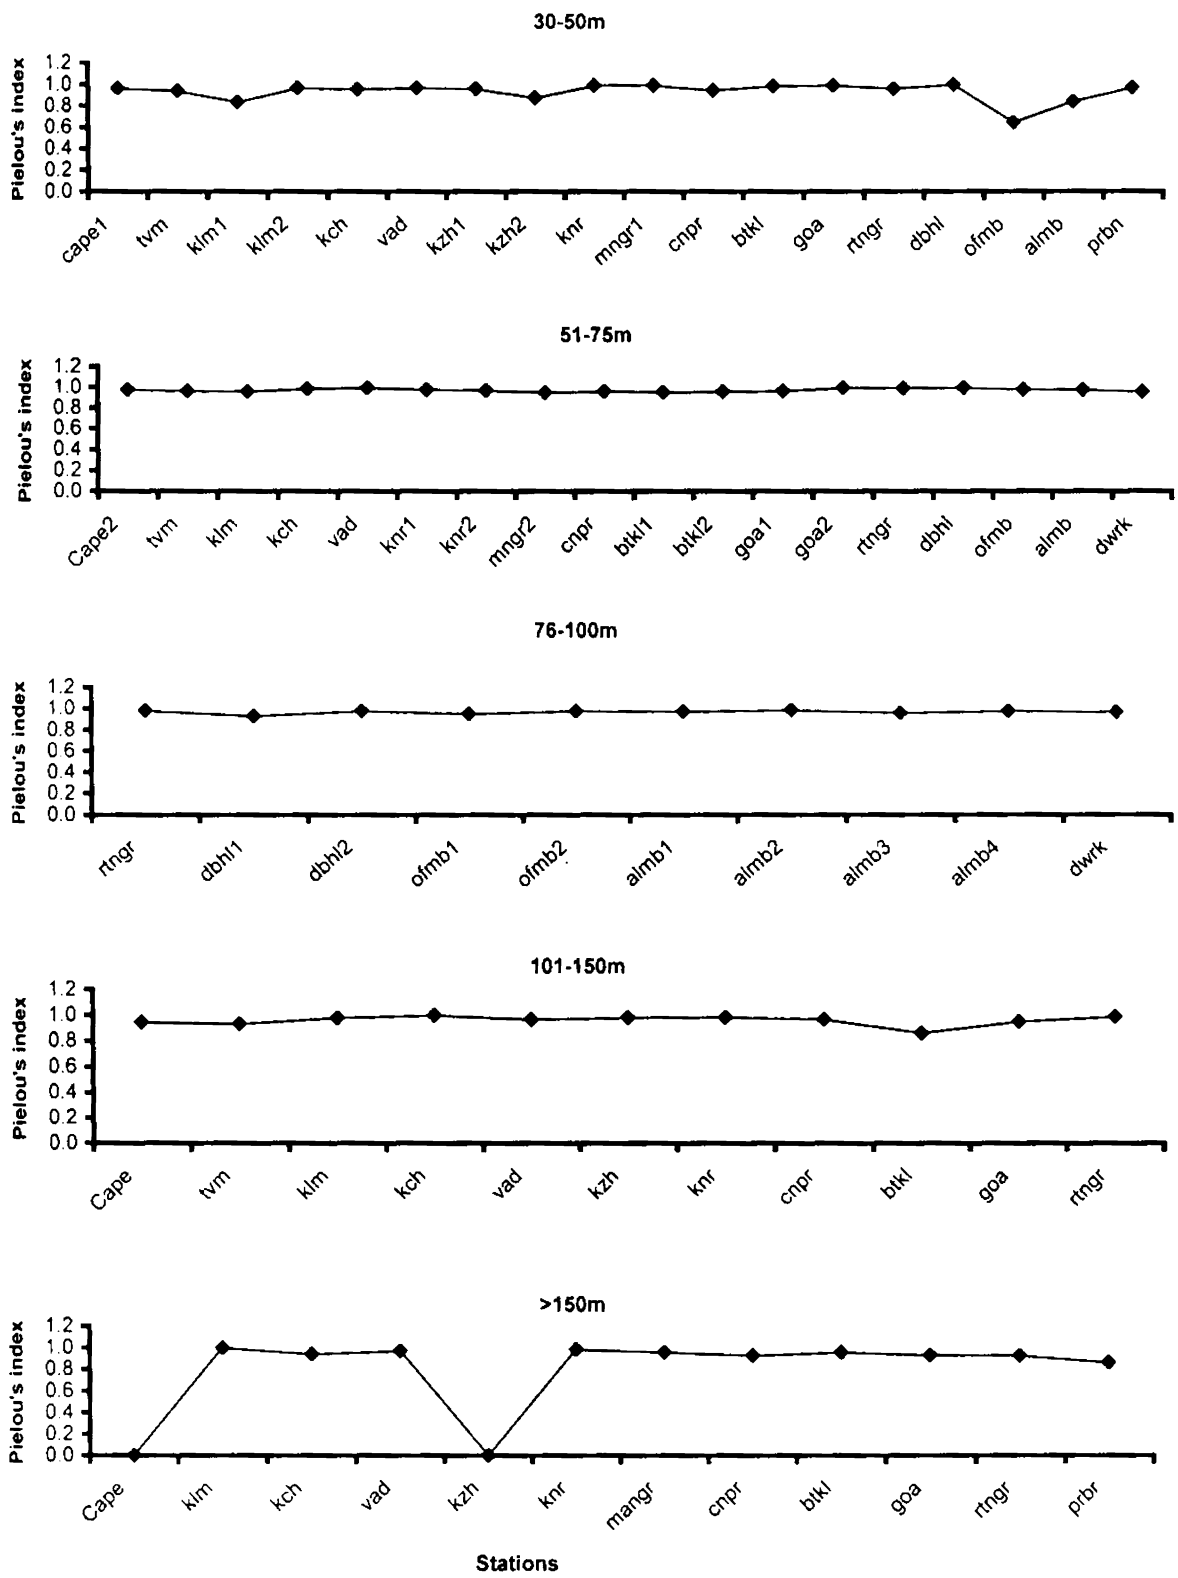 30-50m
Pielou's index
1.2
1.0
0.8
0.6
0.4
0.2
0.0
cape1 tvm klm1 klm2 kch vad kzh1 kzh2 knr mngr1 cnpr btkl goa rtngr dbhl ofmb almb prbn
51-75m
Pielou's index
1.2
1.0
0.8
0.6
0.4
0.2
0.0
Cape2 tvm klm kch vad knr1 knr2 mngr2 cnpr btkl1 btkl2 goa1 goa2 rtngr dbhl ofmb almb dwrk
76-100m
Pielou's index
1.2
1.0
0.8
0 6
0.4
0.2
0.0
rtngr dbhl1 dbhl2 ofmb1 ofmb2 almb1 almb2 almb3 almb4 dwrk
101-150m
Pielou's index
1.2
1.0
0.8
0.6
0.4
0.2
0.0
Cape tvm klm kch vad kzh knr cnpr btkl goa rtngr
>150m
Pielou's index
1.2
1.0
0.8
0.6
0.4
0.2
0.0
Cape klm kch vad kzh knr mangr cnpr btkl goa rtngr prbr
Stations